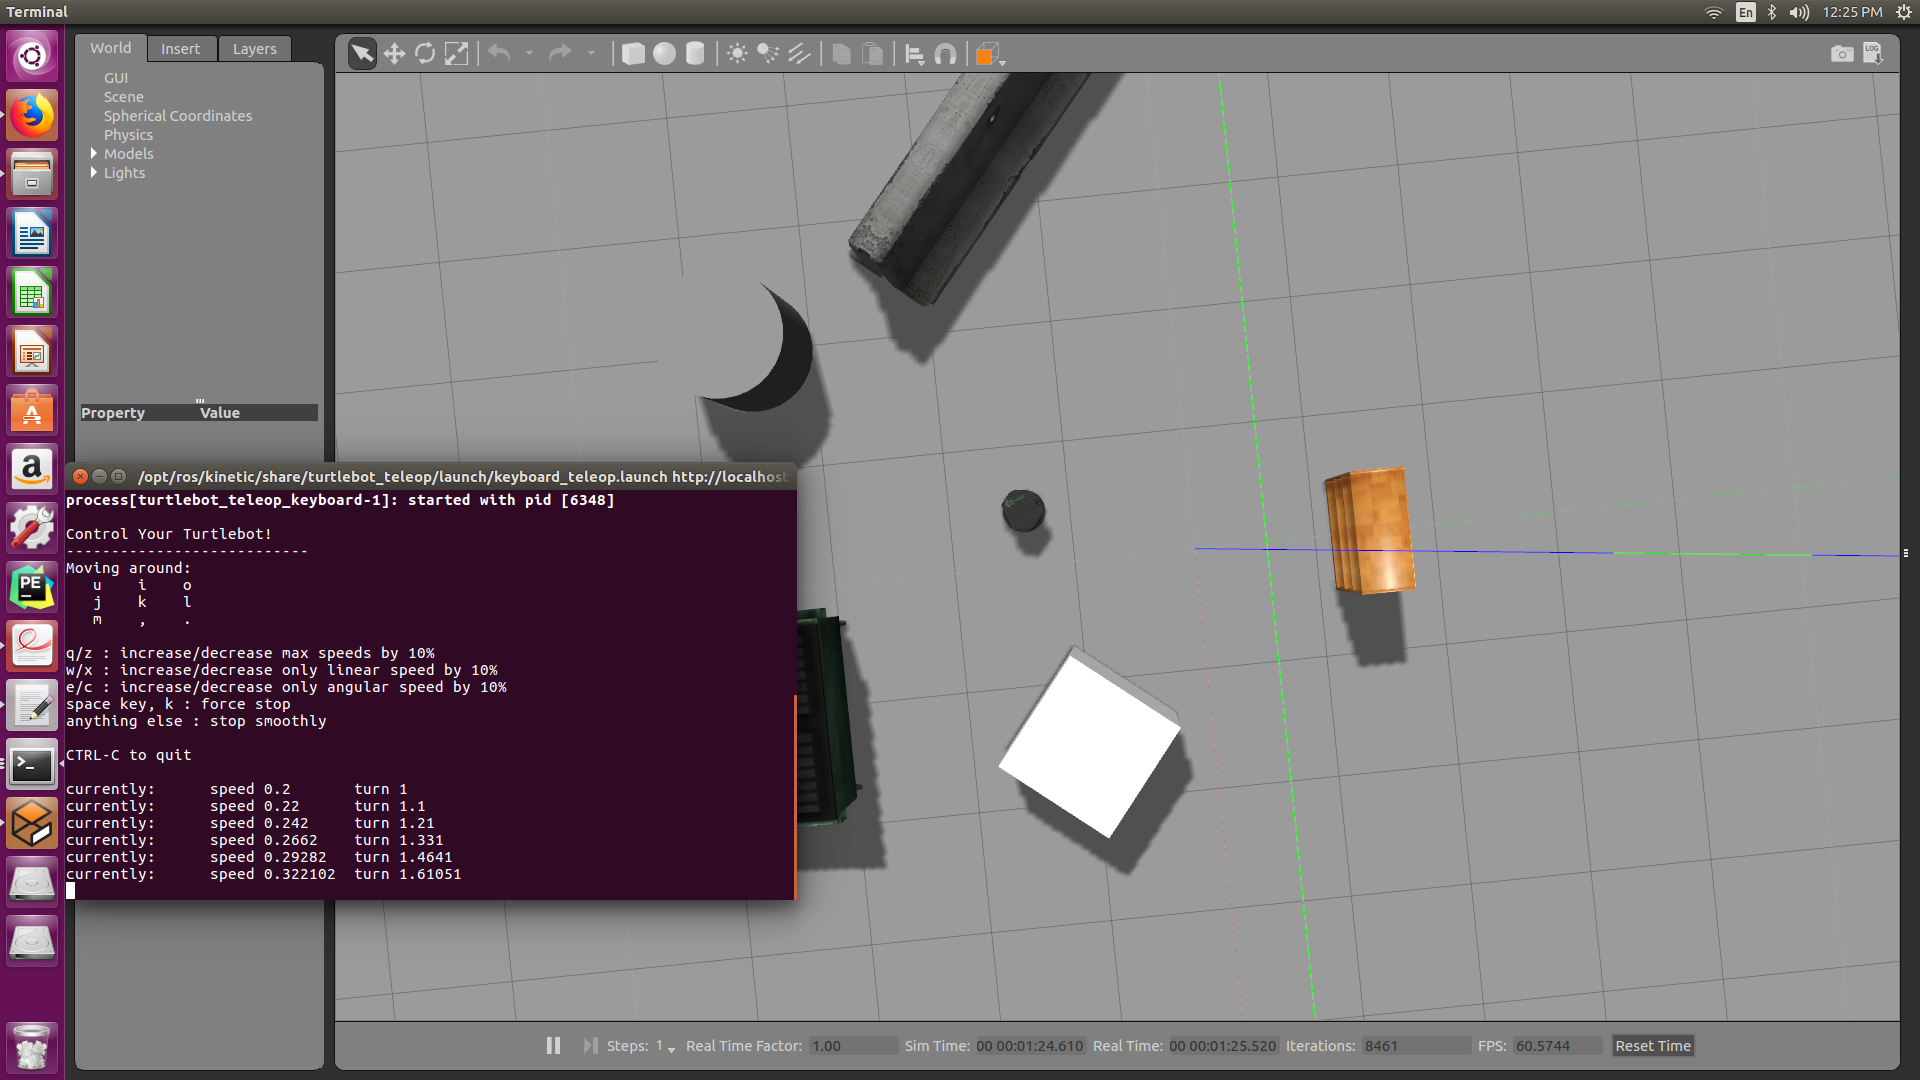 Terminal
En
12:25 PM
World Insert Layers
LOG
GUI
Scene
Spherical Coordinates
Physics
Models
Lights
Property Value
/opt/ros/kinetic/share/turtlebot_teleop/launch/keyboard_teleop.launch http://localhost
process[turtlebot_teleop_keyboard-1]: started with pid [6348]
Control Your Turtlebot!
---------------------------
Moving around:
u i o
j k l
m , .
q/z : increase/decrease max speeds by 10%
w/x : increase/decrease only linear speed by 10%
e/c : increase/decrease only angular speed by 10%
space key, k : force stop
anything else : stop smoothly
CTRL-C to quit
currently: speed 0.2 turn 1
currently: speed 0.22 turn 1.1
currently: speed 0.242 turn 1.21
currently: speed 0.2662 turn 1.331
currently: speed 0.29282 turn 1.4641
currently: speed 0.322102 turn 1.61051
A
a
PE
>_
Steps: 1 Real Time Factor: 1.00 Sim Time: 00 00:01:24.610 Real Time: 00 00:01:25.520 Iterations: 8461 FPS: 60.5744 Reset Time